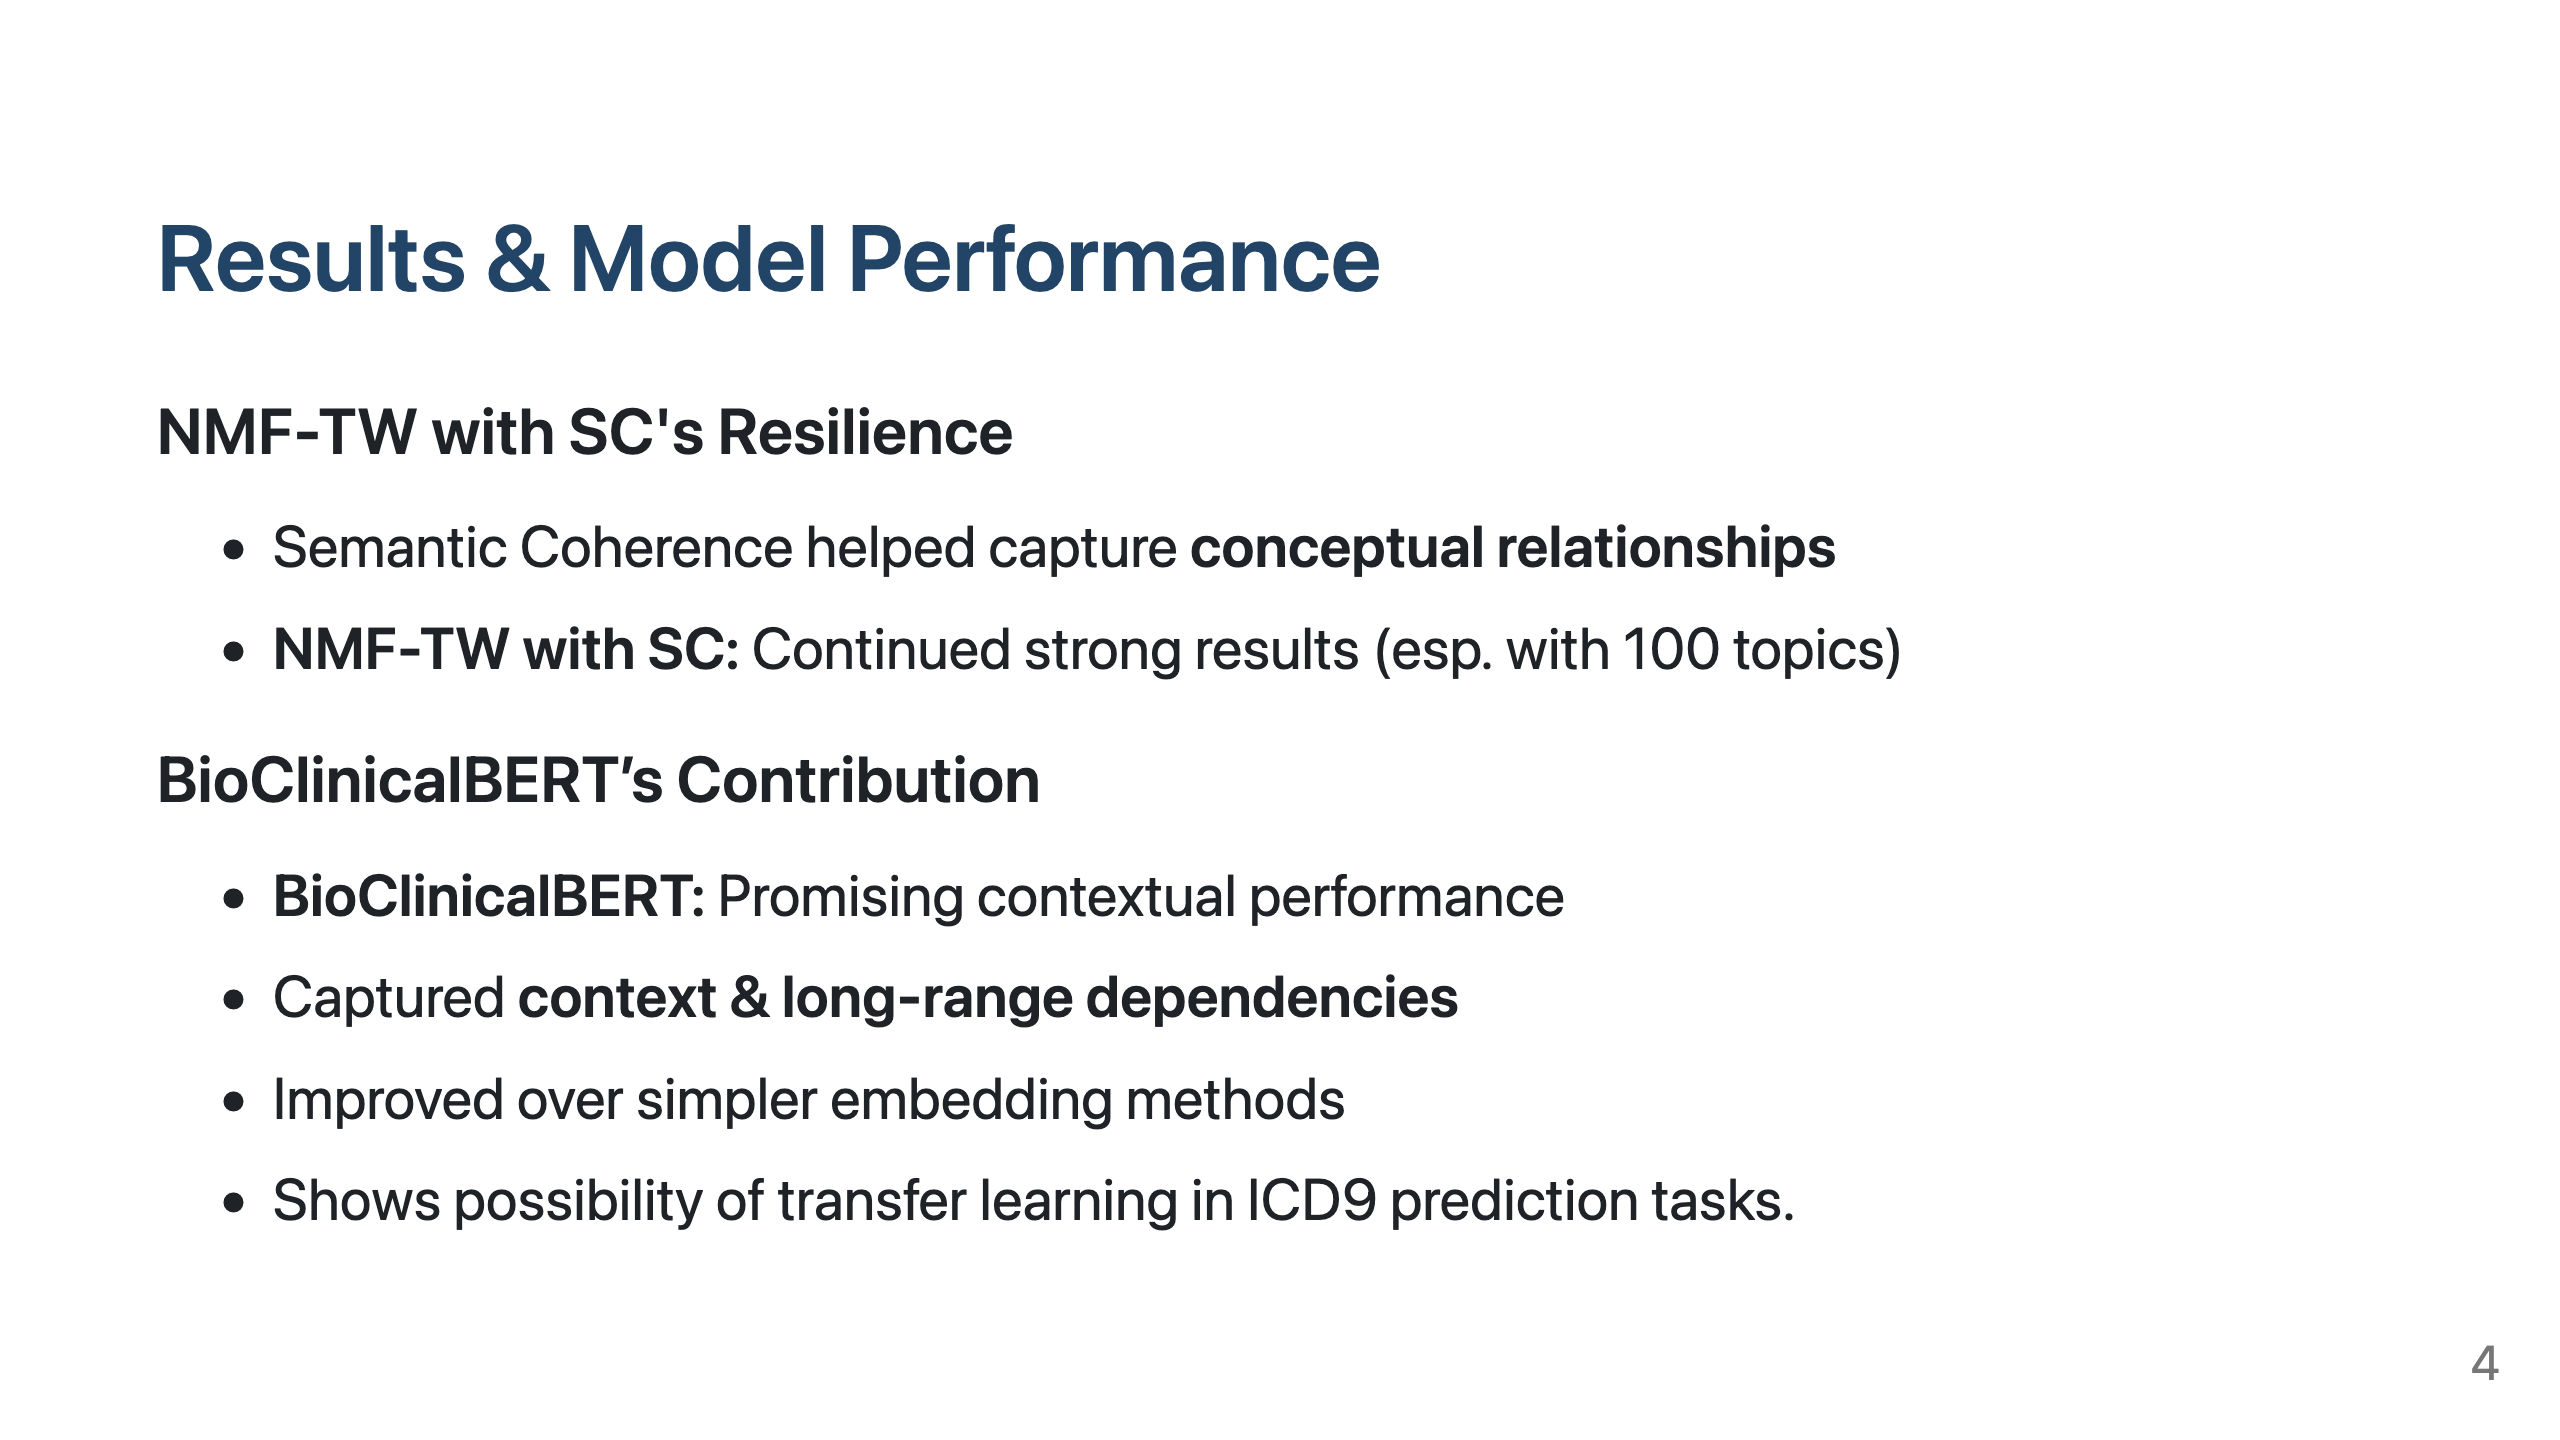 Results & Model Performance
NMF-TW with SC's Resilience
• Semantic Coherence helped capture conceptual relationships
• NMF-TW with SC: Continued strong results (esp. with 100 topics)
BioClinicalBERT’s Contribution
• BioClinicalBERT: Promising contextual performance
• Captured context & long-range dependencies
• Improved over simpler embedding methods
• Shows possibility of transfer learning in ICD9 prediction tasks.
4